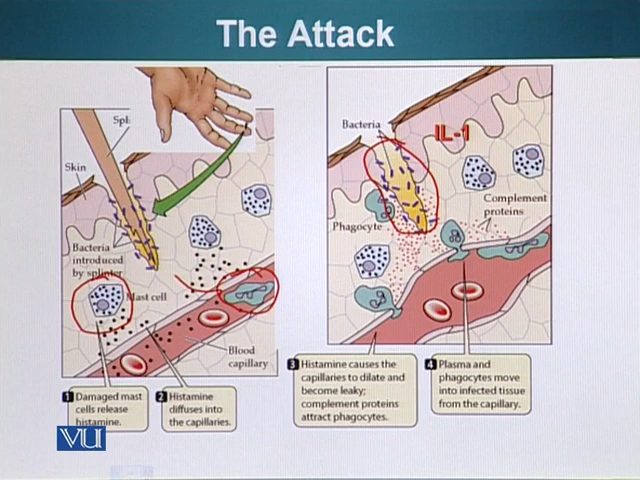 The Attack
Skin
Bacteria
introduced
by splinter
Mast cell
Blood
capillary
1 Damaged mast
cells release
histamine.
2 Histamine
diffuses into
the capillaries.
Bacteria
IL-1
Complement
proteins
Phagocyte
3 Histamine causes the
capillaries to dilate and
become leaky;
complement proteins
attract phagocytes.
4 Plasma and
phagocytes move
into infected tissue
from the capillary.
VU